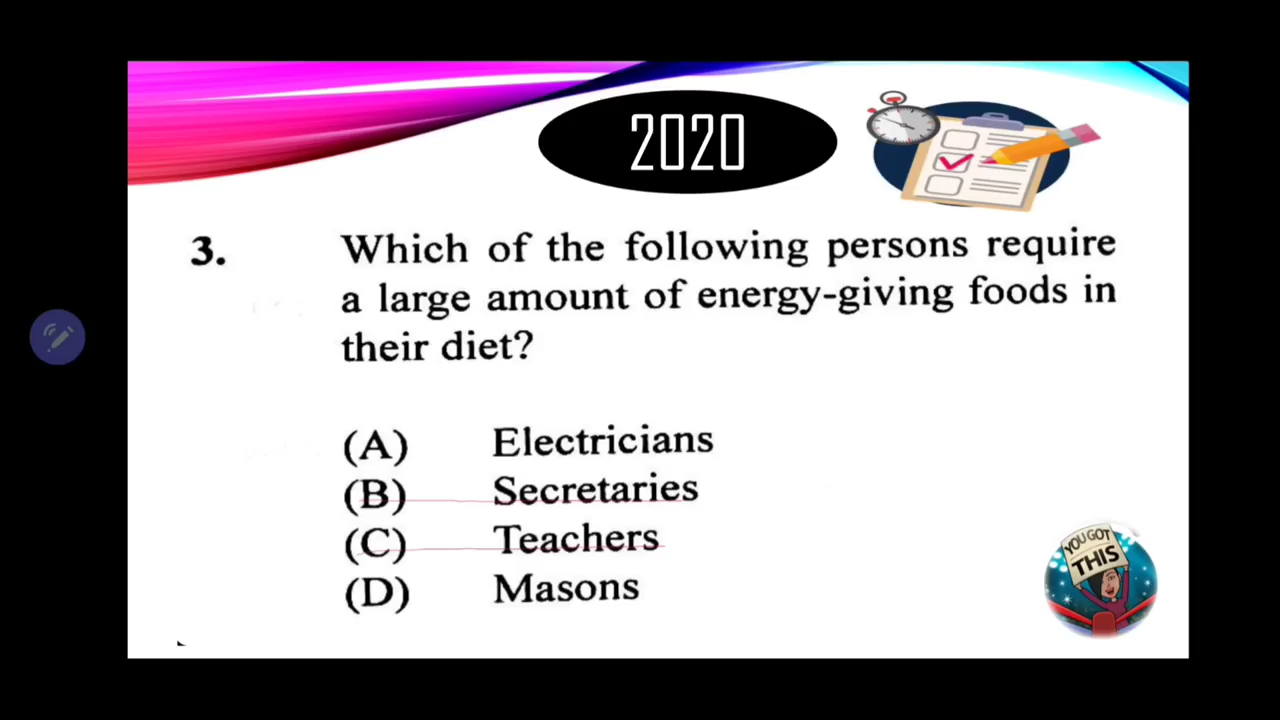 2020
3. Which of the following persons require
a large amount of energy-giving foods in
their diet?
(A) Electricians
(B) Secretaries
(C) Teachers
(D) Masons
YOU GOT
THIS